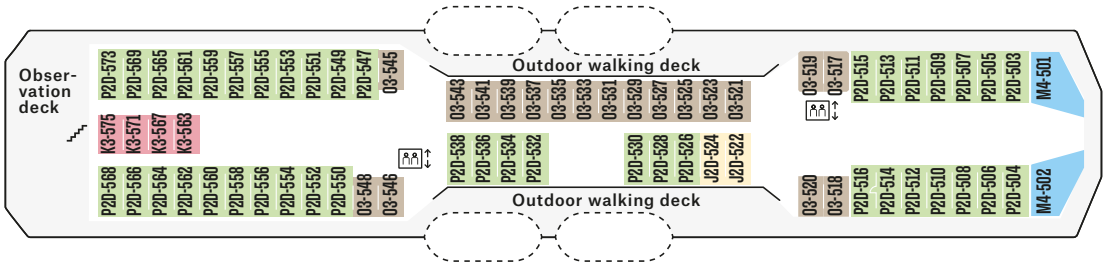 Outdoor walking deck
Obser-
vation
deck
P2D-573
P2D-569
P2D-565
P2D-561
P2D-559
P2D-557
P2D-555
P2D-553
P2D-551
P2D-549
P2D-547
O3-545
O3-543
O3-541
O3-539
O3-537
O3-535
O3-533
O3-531
O3-529
O3-527
O3-525
O3-523
O3-521
O3-519
O3-517
P2D-515
P2D-513
P2D-511
P2D-509
P2D-507
P2D-505
P2D-503
M4-501
K3-575
K3-571
K3-567
K3-563
P2D-538
P2D-536
P2D-534
P2D-532
P2D-530
P2D-528
P2D-526
J2D-524
J2D-522
P2D-568
P2D-566
P2D-564
P2D-562
P2D-560
P2D-558
P2D-556
P2D-554
P2D-552
P2D-550
O3-548
O3-546
O3-520
O3-518
P2D-516
P2D-514
P2D-512
P2D-510
P2D-508
P2D-506
P2D-504
M4-502
Outdoor walking deck